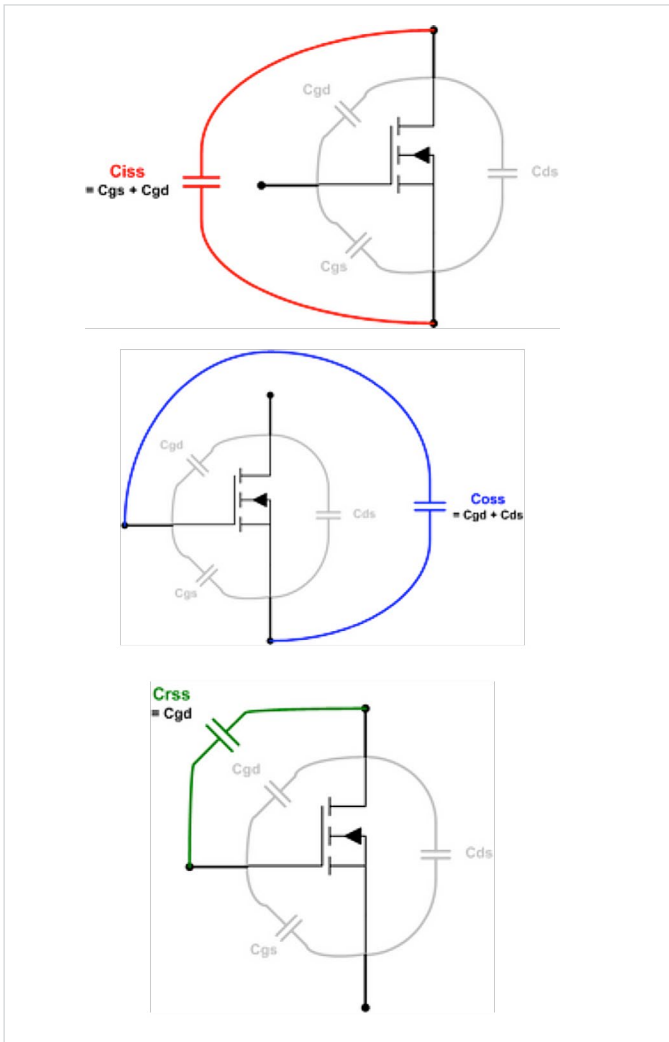 Cgd
Ciss
= Cgs + Cgd
Cds
Cgs
Cgd
Coss
= Cgd + Cds
Cds
Cgs
Crss
= Cgd
Cgd
Cds
Cgs